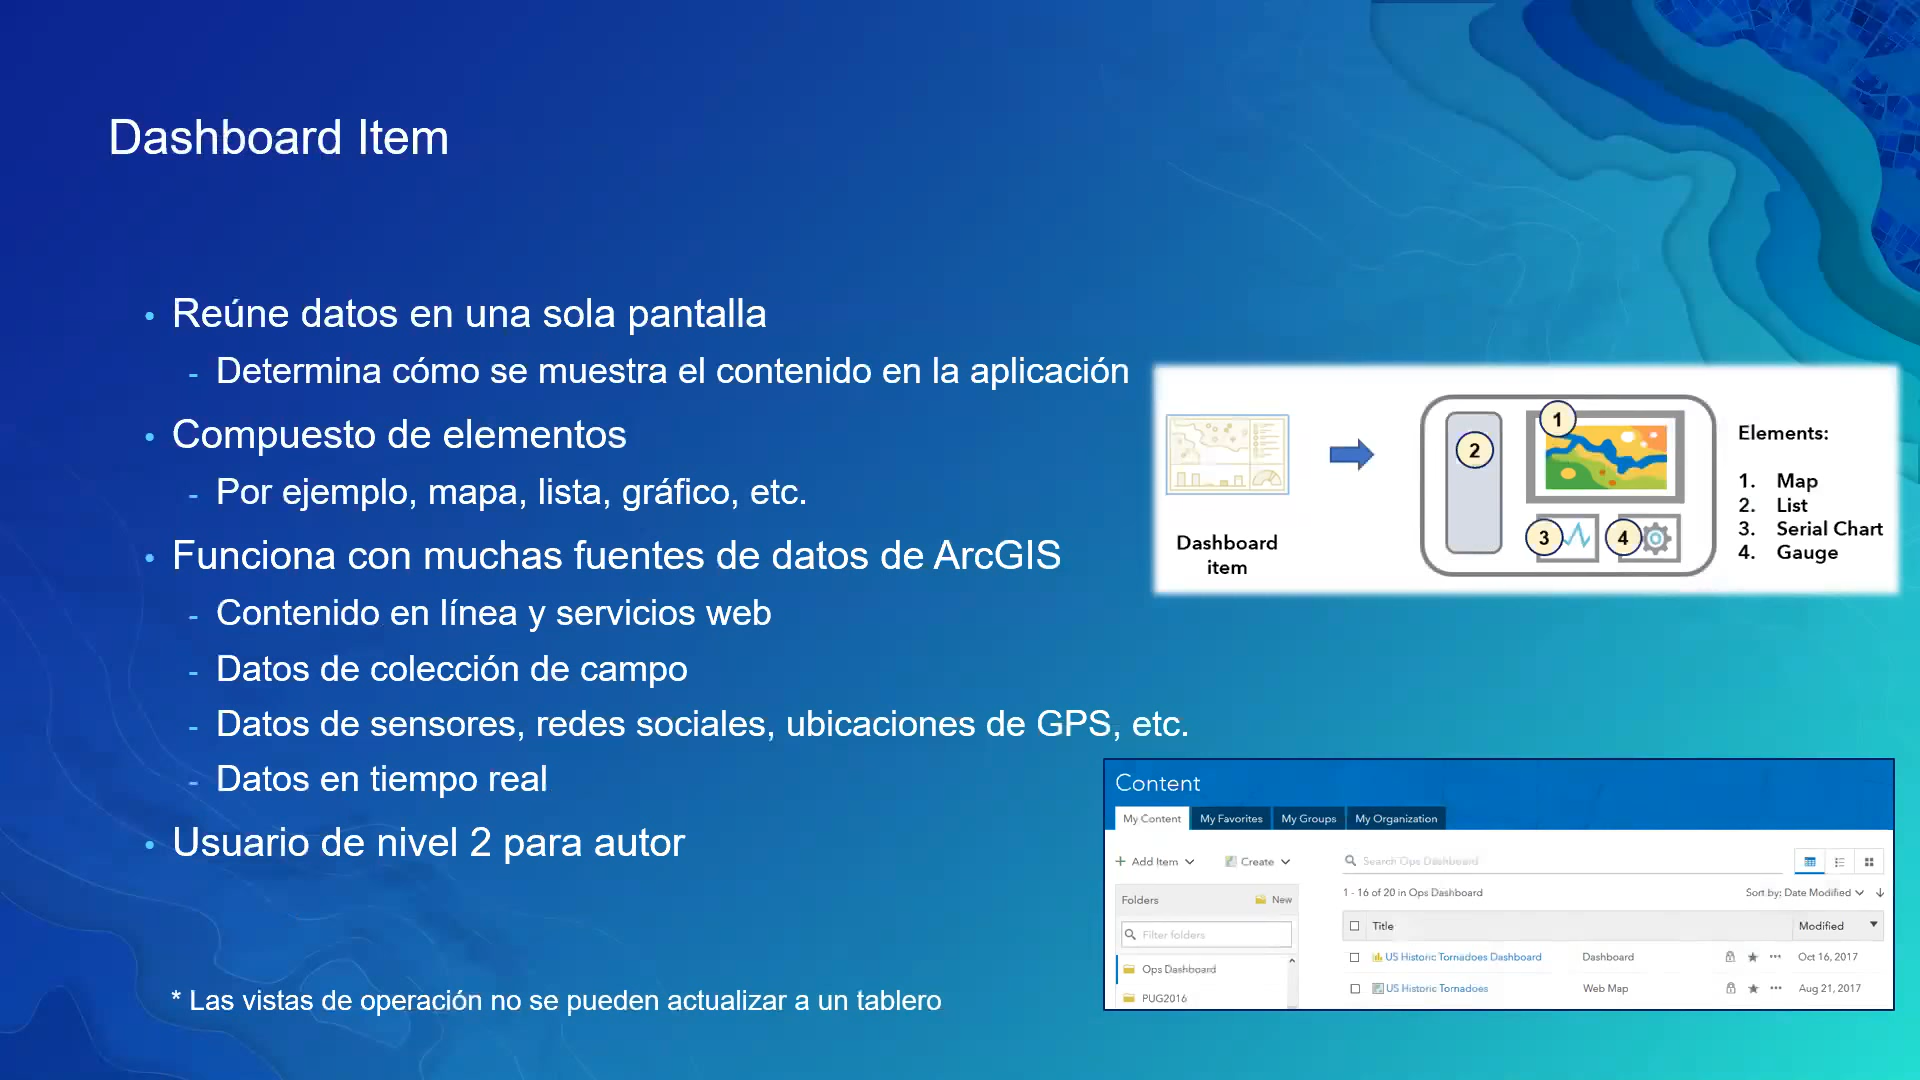 Dashboard Item
• Reúne datos en una sola pantalla
- Determina cómo se muestra el contenido en la aplicación
• Compuesto de elementos
- Por ejemplo, mapa, lista, gráfico, etc.
• Funciona con muchas fuentes de datos de ArcGIS
- Contenido en línea y servicios web
- Datos de colección de campo
- Datos de sensores, redes sociales, ubicaciones de GPS, etc.
- Datos en tiempo real
• Usuario de nivel 2 para autor
* Las vistas de operación no se pueden actualizar a un tablero
Dashboard
item
1
2
3
4
Elements:
1. Map
2. List
3. Serial Chart
4. Gauge
Content
My Content My Favorites My Groups My Organization
+ Add Item Create
Search Ops Dashboard
Folders New
1 - 16 of 20 in Ops Dashboard Sort by: Date Modified
Filter folders
Title Modified
Ops Dashboard
PUG2016
US Historic Tornadoes Dashboard Dashboard Oct 16, 2017
US Historic Tornadoes Web Map Aug 21, 2017